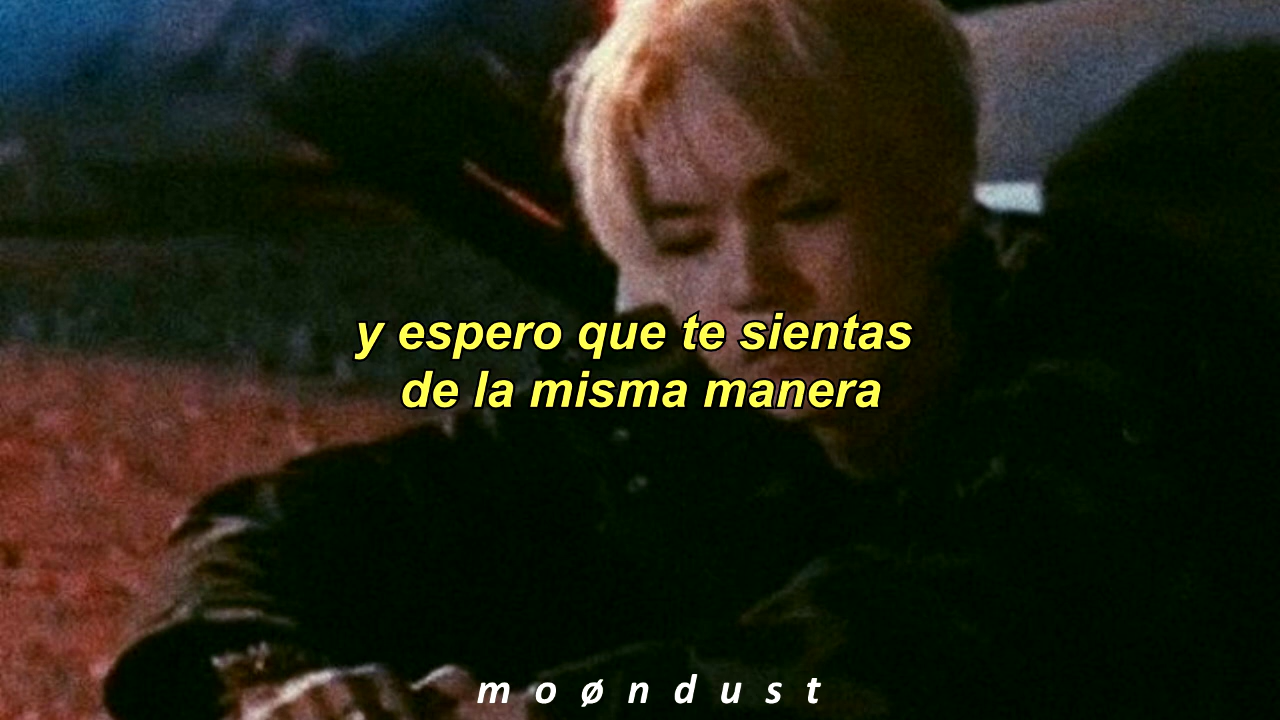 y espero que te sientas
de la misma manera
m o ø n d u s t